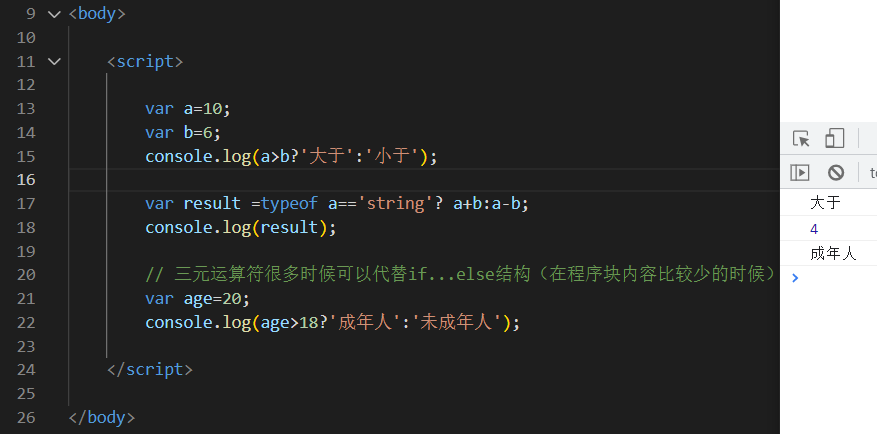 9 <body>
10
11 <script>
12
13 var a=10;
14 var b=6;
15 console.log(a>b?'大于':'小于');
16
17 var result =typeof a=='string'? a+b:a-b;
18 console.log(result);
19
20 // 三元运算符很多时候可以代替if...else结构（在程序块内容比较少的时候）
21 var age=20;
22 console.log(age>18?'成年人':'未成年人');
23
24 </script>
25
26 </body>
to
大于
4
成年人
>